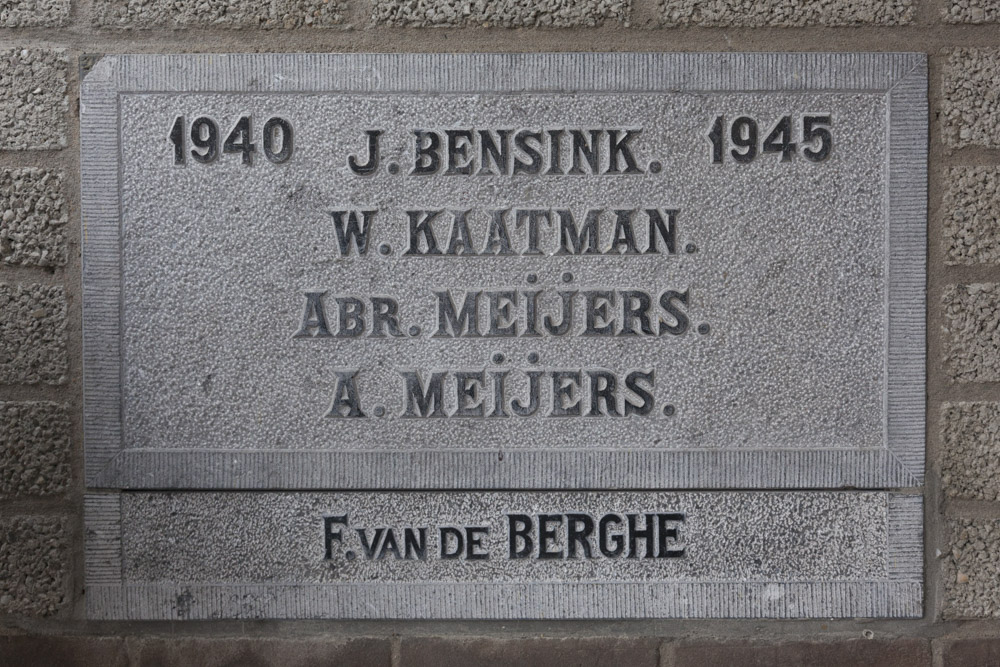 1940 J. BENSINK. 1945
W. KAATMAN.
ABR. MEIJERS.
A. MEIJERS.
F. VAN DE BERGHE